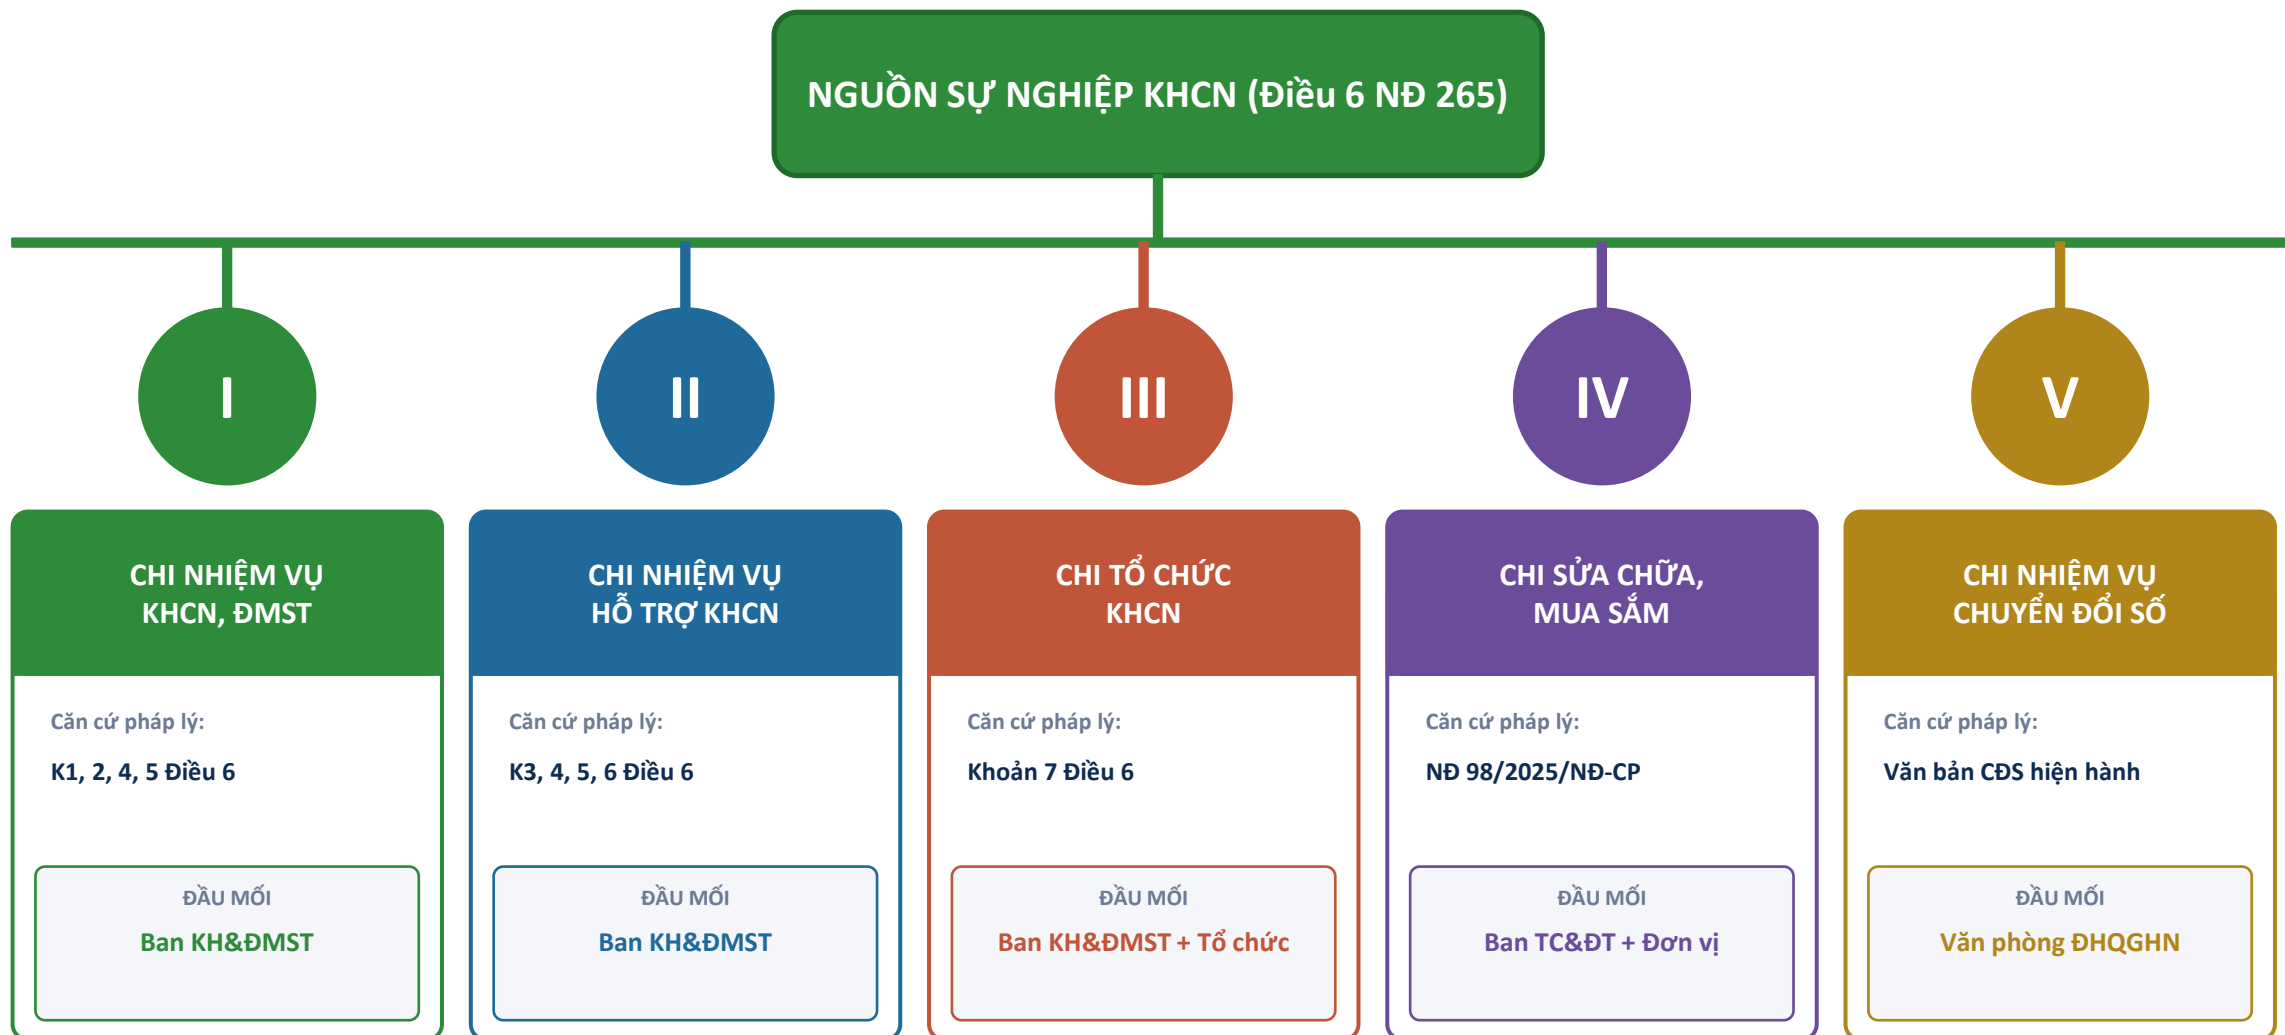 NGUỒN SỰ NGHIỆP KHCN (Điều 6 NĐ 265)
I
II
III
IV
V
CHI NHIỆM VỤ
KHCN, ĐMST
Căn cứ pháp lý:
K1, 2, 4, 5 Điều 6
ĐẦU MỐI
Ban KH&ĐMST
CHI NHIỆM VỤ
HỖ TRỢ KHCN
Căn cứ pháp lý:
K3, 4, 5, 6 Điều 6
ĐẦU MỐI
Ban KH&ĐMST
CHI TỔ CHỨC
KHCN
Căn cứ pháp lý:
Khoản 7 Điều 6
ĐẦU MỐI
Ban KH&ĐMST + Tổ chức
CHI SỬA CHỮA,
MUA SẮM
Căn cứ pháp lý:
NĐ 98/2025/NĐ-CP
ĐẦU MỐI
Ban TC&ĐT + Đơn vị
CHI NHIỆM VỤ
CHUYỂN ĐỔI SỐ
Căn cứ pháp lý:
Văn bản CĐS hiện hành
ĐẦU MỐI
Văn phòng ĐHQGHN